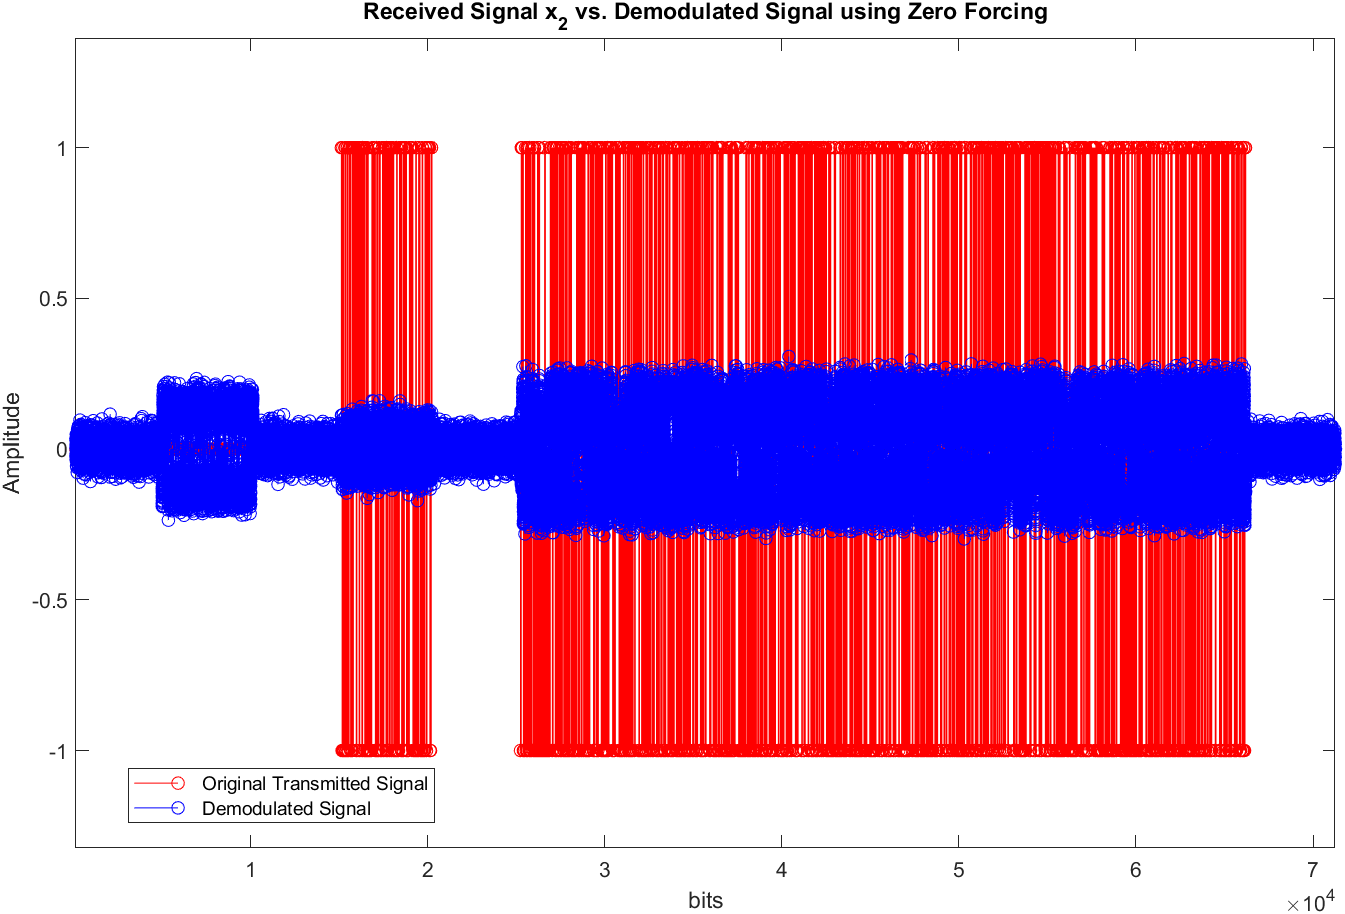 Received Signal x2 vs. Demodulated Signal using Zero Forcing
Amplitude
1
0.5
0
-0.5
-1
Original Transmitted Signal
Demodulated Signal
1 2 3 4 5 6 7
bits
×10^4